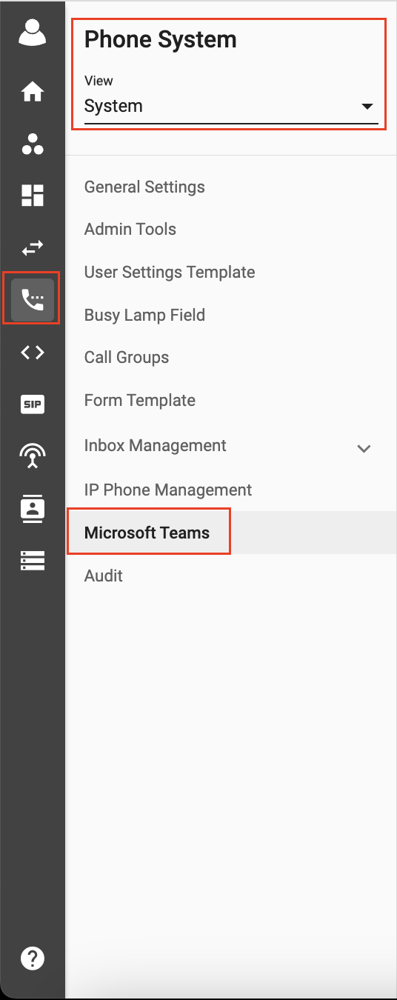 Phone System
View
System
General Settings
Admin Tools
User Settings Template
Busy Lamp Field
Call Groups
Form Template
SIP
Inbox Management
IP Phone Management
Microsoft Teams
Audit
?